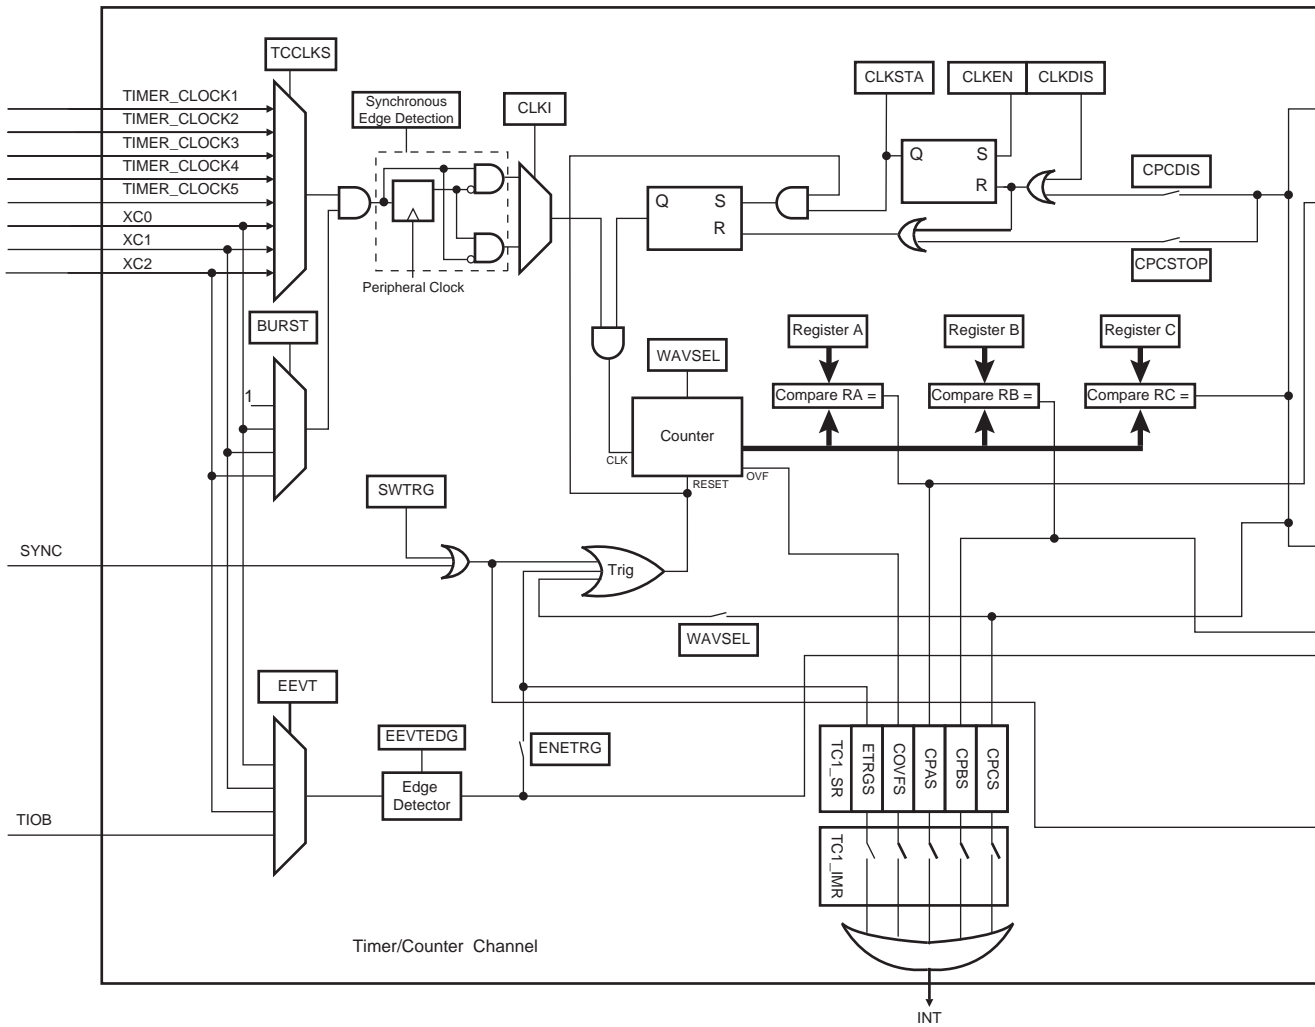 TCCLKS
TIMER_CLOCK1
TIMER_CLOCK2
TIMER_CLOCK3
TIMER_CLOCK4
TIMER_CLOCK5
XC0
XC1
XC2
Synchronous
Edge Detection
CLKI
Peripheral Clock
CLKSTA
CLKEN
CLKDIS
Q
S
R
Q
S
R
CPCDIS
CPCSTOP
BURST
1
WAVSEL
Register A
Register B
Register C
Compare RA =
Compare RB =
Compare RC =
Counter
CLK
RESET
OVF
SWTRG
SYNC
Trig
WAVSEL
EEVT
EEVTEDG
Edge
Detector
ENETRG
TIOB
TC1_SR
ETRGS
COVFS
CPAS
CPBS
CPCS
TC1_IMR
Timer/Counter Channel
INT